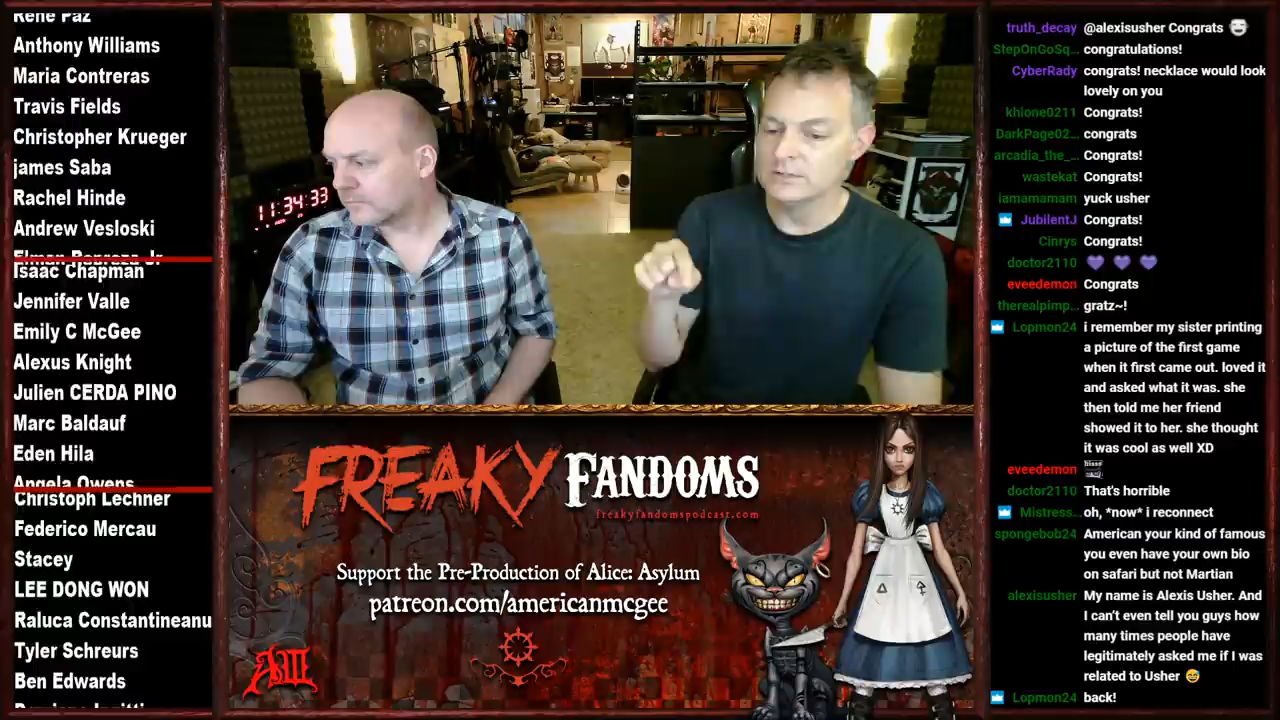 Rene Paz
Anthony Williams
Maria Contreras
Travis Fields
Christopher Krueger
james Saba
Rachel Hinde
Andrew Vesloski
Isaac Chapman
Jennifer Valle
Emily C McGee
Alexus Knight
Julien CERDA PINO
Marc Baldauf
Eden Hila
Angela Owens
Christoph Lechner
Federico Mercau
Stacey
LEE DONG WON
Raluca Constantineanu
Tyler Schreurs
Ben Edwards
11:34:33
FREAKY FANDOMS
freakyfandomspodcast.com
Support the Pre-Production of Alice: Asylum
patreon.com/americanmcgee
truth_decay @alexisusher Congrats
StepOnGoSq... congratulations!
CyberRady congrats! necklace would look
lovely on you
khione0211 Congrats!
DarkPage02... congrats
arcadia_the_... Congrats!
wastekat Congrats!
iamamamam yuck usher
JubilentJ Congrats!
Cinrys Congrats!
doctor2110 💜 💜 💜
eveedemon Congrats
therealpimp... gratz~!
Lopmon24 i remember my sister printing
a picture of the first game
when it first came out. loved it
and asked what it was. she
then told me her friend
showed it to her. she thought
it was cool as well XD
eveedemon
doctor2110 That's horrible
Mistress... oh, *now* i reconnect
spongebob24 American your kind of famous
you even have your own bio
on safari but not Martian
alexisusher My name is Alexis Usher. And
I can't even tell you guys how
many times people have
legitimately asked me if I was
related to Usher 😅
Lopmon24 back!